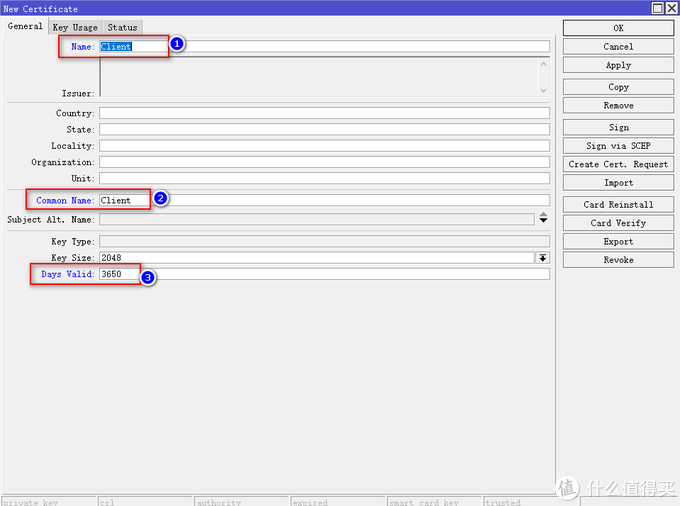 New Certificate
General Key Usage Status
Name: Client 1
Issuer:
Country:
State:
Locality:
Organization:
Unit:
Common Name: Client 2
Subject Alt. Name:
Key Type:
Key Size: 2048
Days Valid: 3650 3
OK
Cancel
Apply
Copy
Remove
Sign
Sign via SCEP
Create Cert. Request
Import
Card Reinstall
Card Verify
Export
Revoke
private key crl authority expired smart card key trusted
值 什么值得买